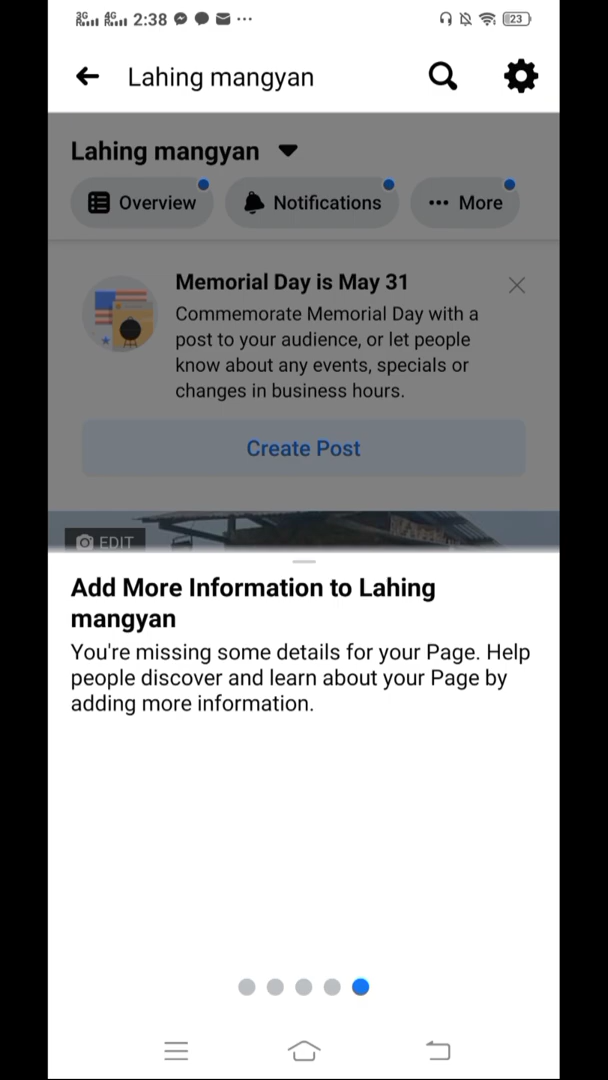 3G R 4G R 2:38 ... 23
Lahing mangyan
Lahing mangyan
Overview Notifications ... More
Memorial Day is May 31
Commemorate Memorial Day with a
post to your audience, or let people
know about any events, specials or
changes in business hours.
Create Post
EDIT
Add More Information to Lahing
mangyan
You're missing some details for your Page. Help
people discover and learn about your Page by
adding more information.